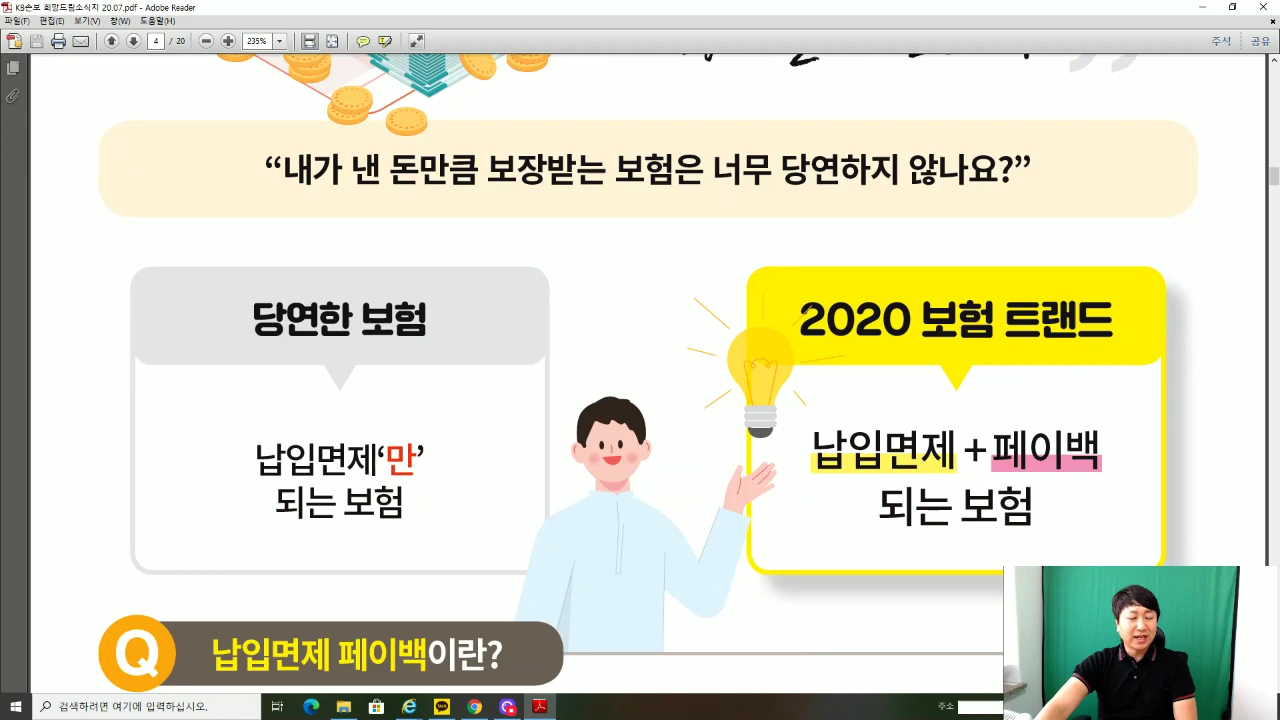 KB손보 희망드림소식지 20.07.pdf - Adobe Reader
파일(F) 편집(E) 보기(V) 창(W) 도움말(H)
4 / 20 235% 주석 공유
“내가 낸 돈만큼 보장받는 보험은 너무 당연하지 않나요?”
당연한 보험
납입면제‘만’
되는 보험
2020 보험 트랜드
납입면제+페이백
되는 보험
Q 납입면제 페이백이란?
검색하려면 여기에 입력하십시오.
TALK
주소